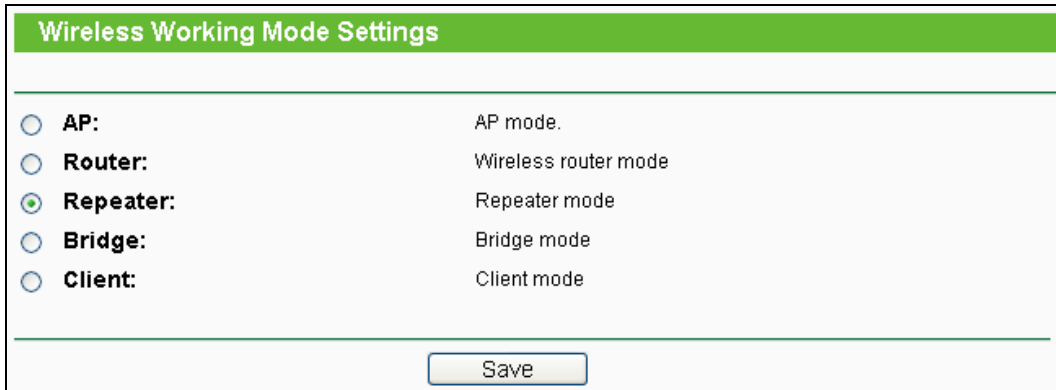 Wireless Working Mode Settings
AP: AP mode.
Router: Wireless router mode
Repeater: Repeater mode
Bridge: Bridge mode
Client: Client mode
Save